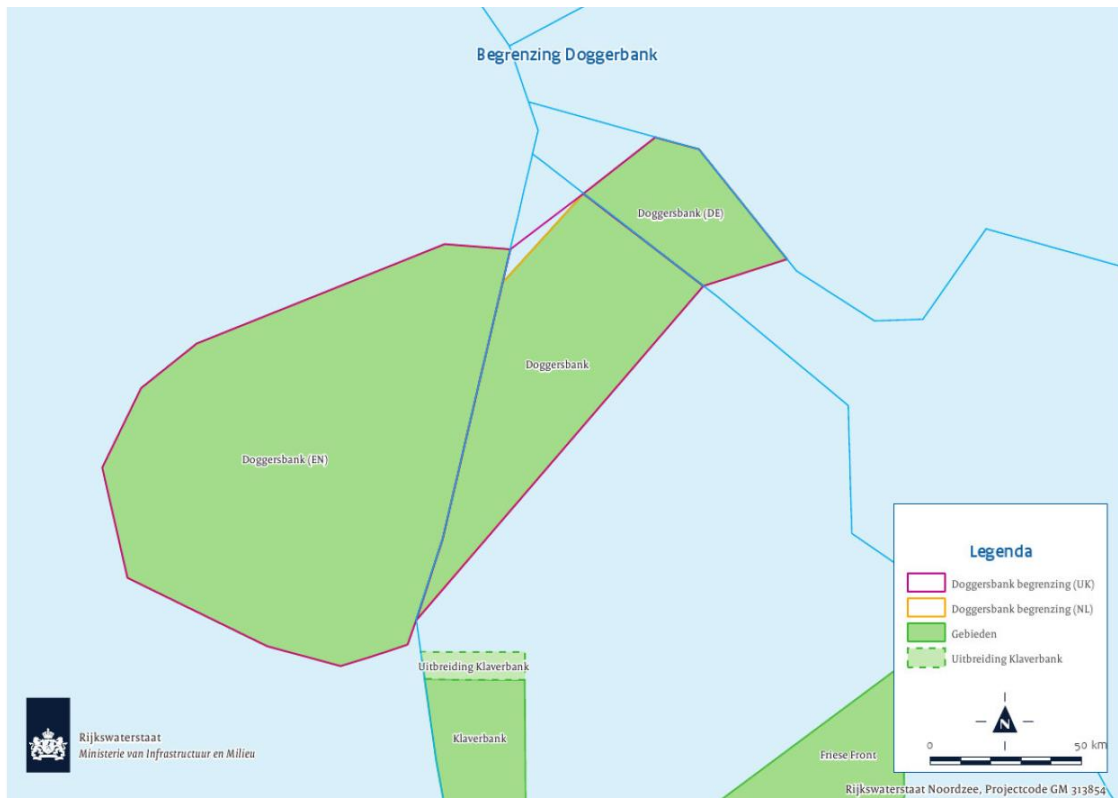 Begrenzing Doggerbank
Doggersbank (DE)
Doggersbank
Doggersbank (EN)
Uitbreiding Klaverbank
Klaverbank
Friese Front
Legenda
Doggersbank begrenzing (UK)
Doggersbank begrenzing (NL)
Gebieden
Uitbreiding Klaverbank
N
0 50 km
Rijkswaterstaat
Ministerie van Infrastructuur en Milieu
Rijkswaterstaat Noordzee, Projectcode GM 313854